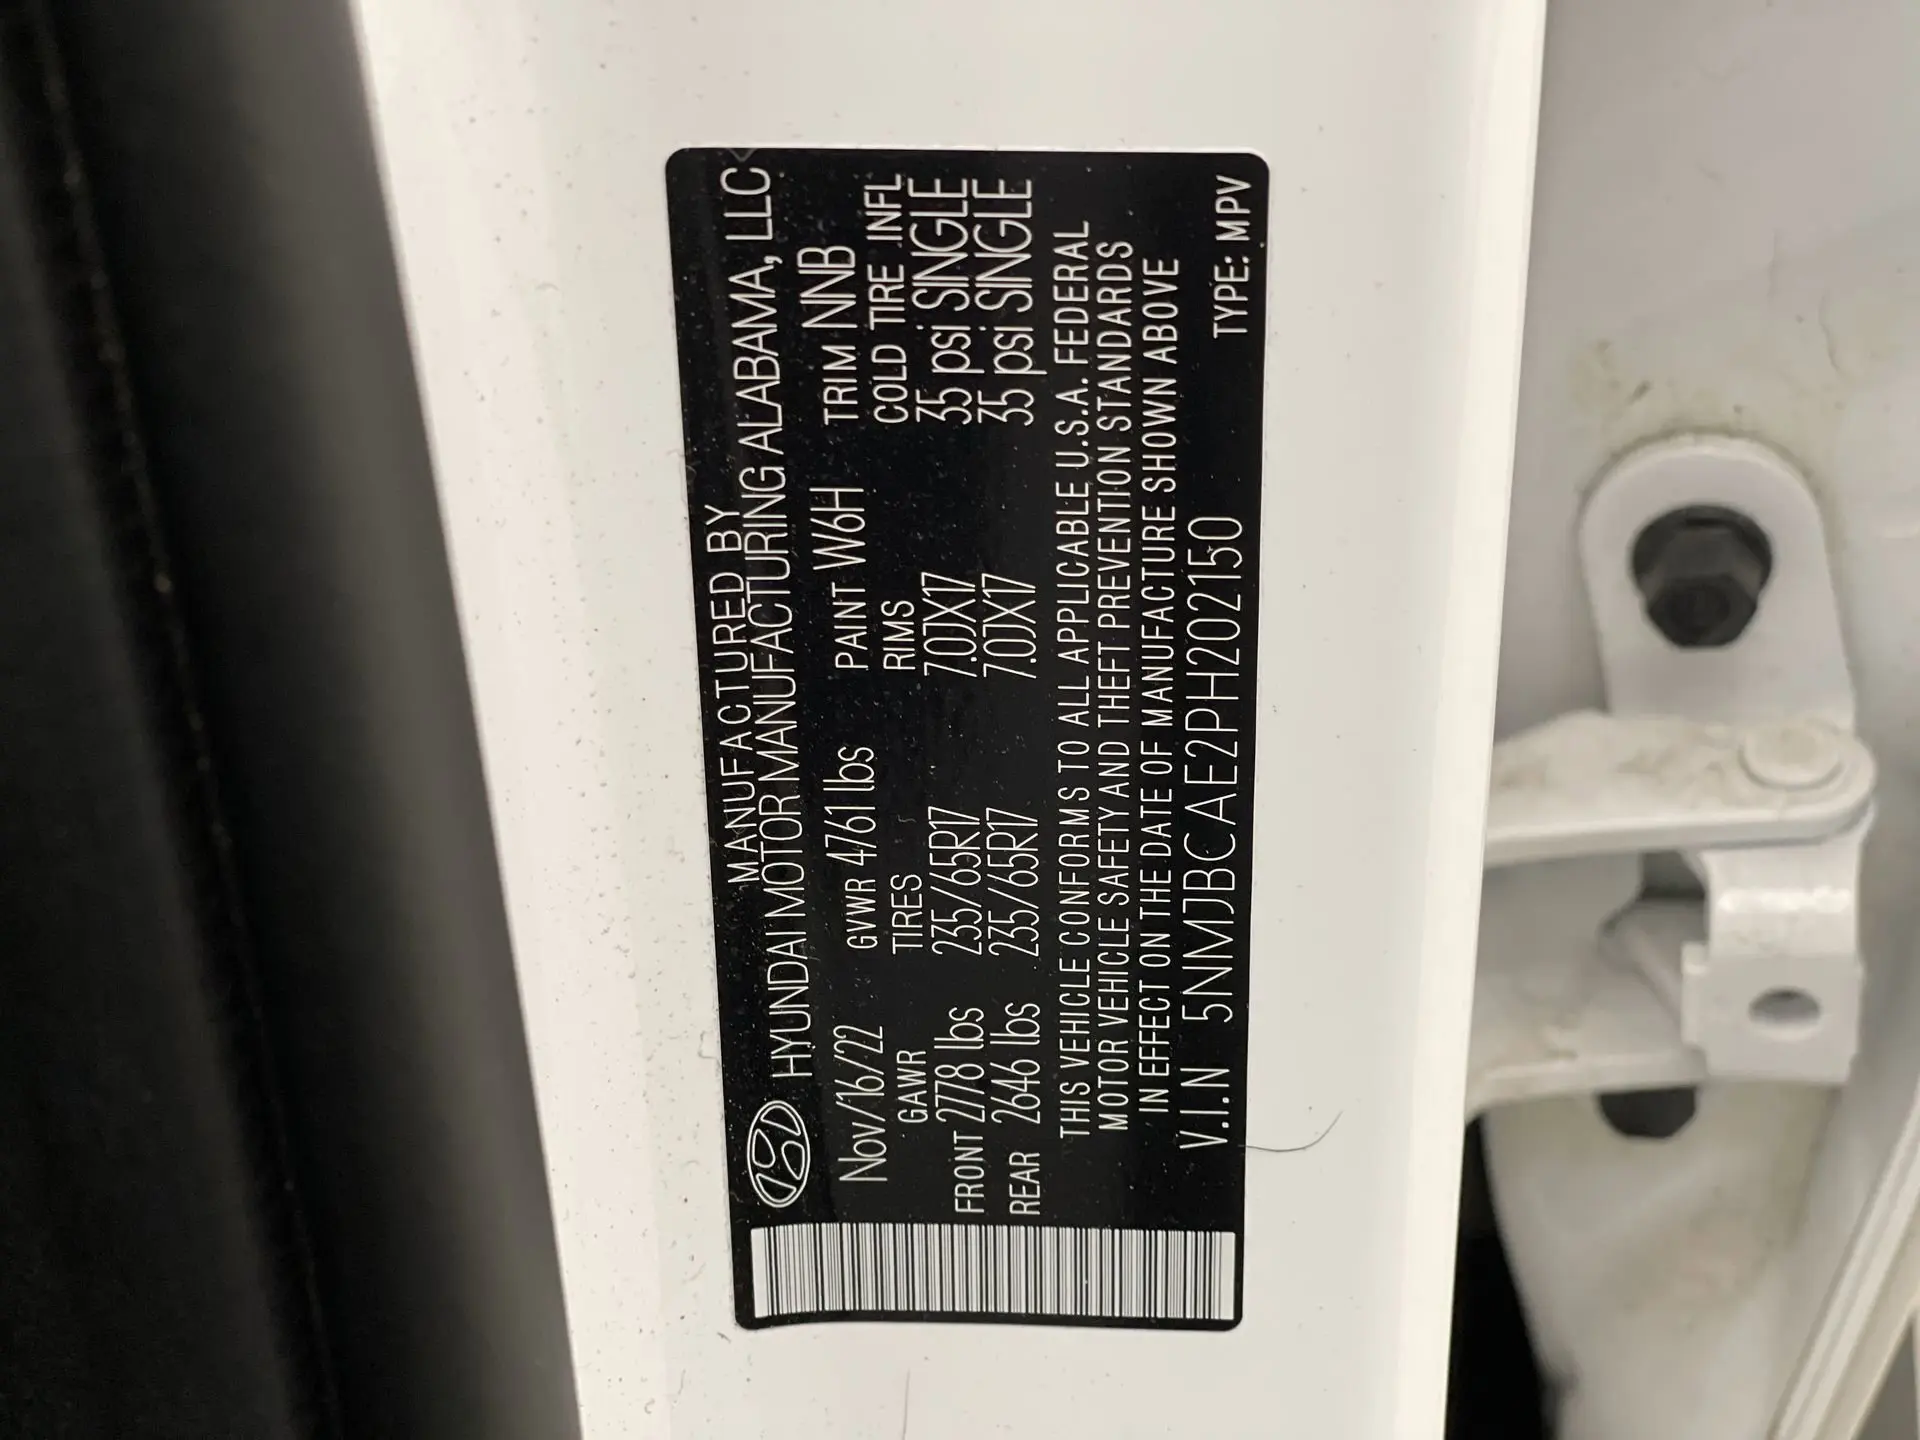 MANUFACTURED BY
HYUNDAI MOTOR MANUFACTURING ALABAMA, LLC
Nov/16/22 GVWR 4761 lbs PAINT W6H TRIM NNB
GAWR TIRES RIMS COLD TIRE INFL
FRONT 2778 lbs 235/65R17 7.0JX17 35 psi SINGLE
REAR 2646 lbs 235/65R17 7.0JX17 35 psi SINGLE
THIS VEHICLE CONFORMS TO ALL APPLICABLE U.S.A. FEDERAL
MOTOR VEHICLE SAFETY AND THEFT PREVENTION STANDARDS
IN EFFECT ON THE DATE OF MANUFACTURE SHOWN ABOVE
V.I.N 5NMJBCAE2PH202150 TYPE: MPV